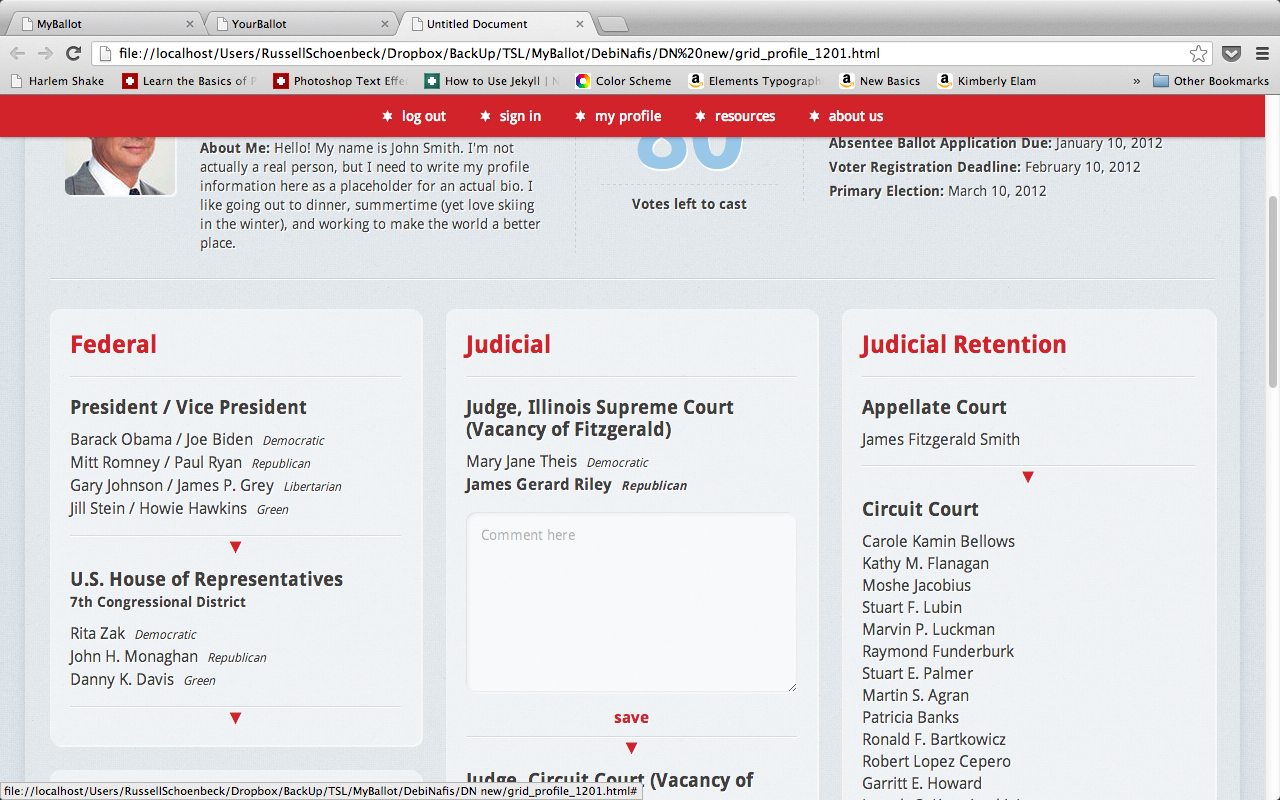 MyBallot
YourBallot
Untitled Document
file://localhost/Users/RussellSchoenbeck/Dropbox/BackUp/TSL/MyBallot/DebiNafis/DN%20new/grid_profile_1201.html
Harlem Shake
Learn the Basics of
Photoshop Text Effe
How to Use Jekyll | N
Color Scheme
Elements Typograph
New Basics
Kimberly Elam
»
Other Bookmarks
log out
sign in
my profile
resources
about us
About Me: Hello! My name is John Smith. I'm not
actually a real person, but I need to write my profile
information here as a placeholder for an actual bio. I
like going out to dinner, summertime (yet love skiing
in the winter), and working to make the world a better
place.
80
Votes left to cast
Absentee Ballot Application Due: January 10, 2012
Voter Registration Deadline: February 10, 2012
Primary Election: March 10, 2012
Federal
President / Vice President
Barack Obama / Joe Biden Democratic
Mitt Romney / Paul Ryan Republican
Gary Johnson / James P. Grey Libertarian
Jill Stein / Howie Hawkins Green
U.S. House of Representatives
7th Congressional District
Rita Zak Democratic
John H. Monaghan Republican
Danny K. Davis Green
Judicial
Judge, Illinois Supreme Court
(Vacancy of Fitzgerald)
Mary Jane Theis Democratic
James Gerard Riley Republican
Comment here
save
Judge, Circuit Court (Vacancy of
Judicial Retention
Appellate Court
James Fitzgerald Smith
Circuit Court
Carole Kamin Bellows
Kathy M. Flanagan
Moshe Jacobius
Stuart F. Lubin
Marvin P. Luckman
Raymond Funderburk
Stuart E. Palmer
Martin S. Agran
Patricia Banks
Ronald F. Bartkowicz
Robert Lopez Cepero
Garritt E. Howard
file://localhost/Users/RussellSchoenbeck/Dropbox/BackUp/TSL/MyBallot/DebiNafis/DN new/grid_profile_1201.html#